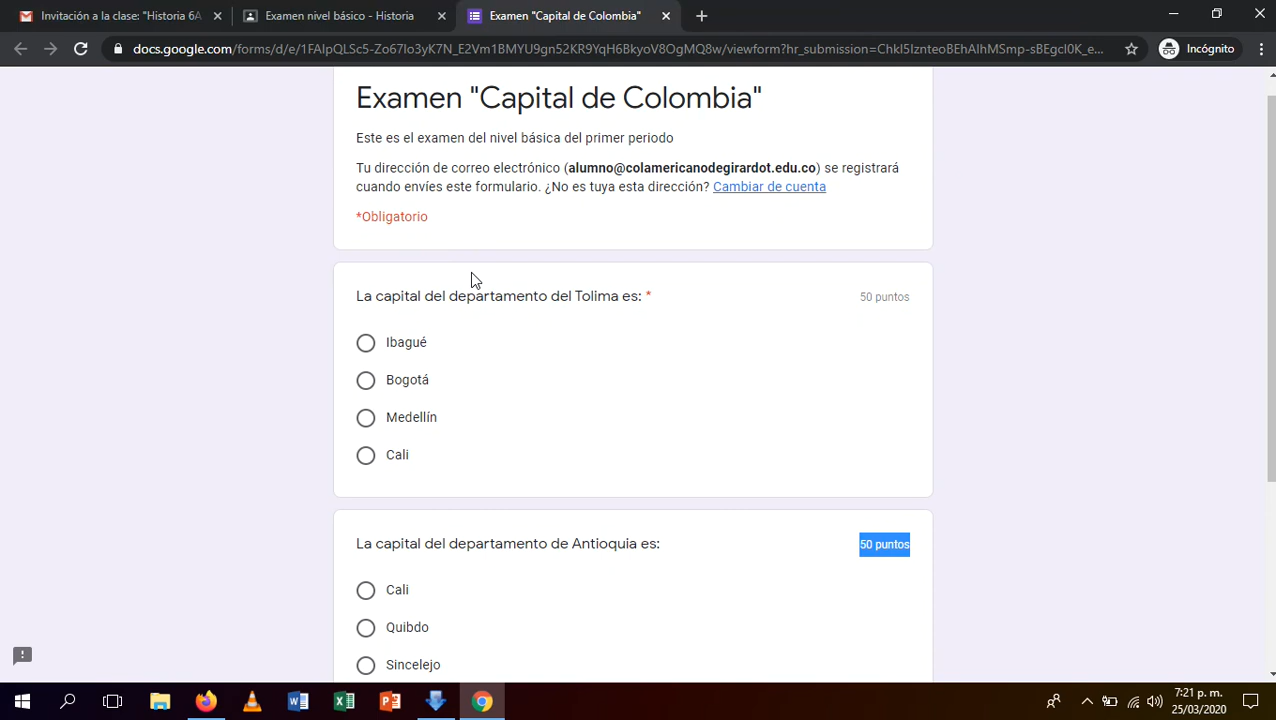 Invitación a la clase: "Historia 6A
Examen nivel básico - Historia
Examen "Capital de Colombia"
docs.google.com/forms/d/e/1FAIpQLSc5-Zo67Io3yK7N_E2Vm1BMYU9gn52KR9YqH6BkyoV8OgMQ8w/viewform?hr_submission=ChkI5IznteoBEhAIhMSmp-sBEgcI0K_e...
Incógnito
Examen "Capital de Colombia"
Este es el examen del nivel básica del primer periodo
Tu dirección de correo electrónico (alumno@colamericanodegirardot.edu.co) se registrará
cuando envíes este formulario. ¿No es tuya esta dirección? Cambiar de cuenta
*Obligatorio
La capital del departamento del Tolima es: *
50 puntos
Ibagué
Bogotá
Medellín
Cali
La capital del departamento de Antioquia es:
50 puntos
Cali
Quibdo
Sincelejo
7:21 p. m.
25/03/2020